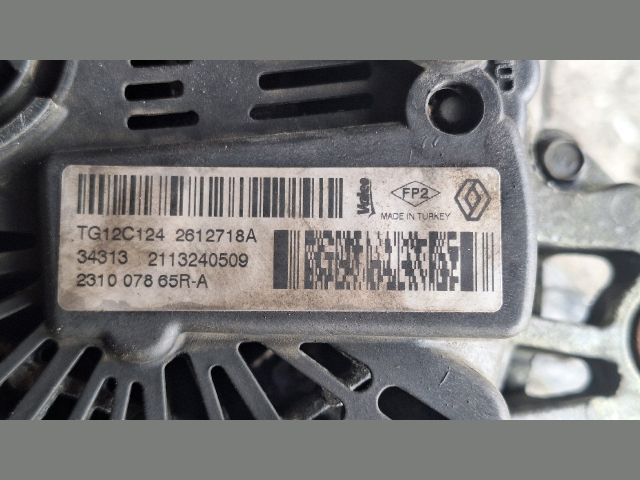 Valeo
FP2
MADE IN TURKEY
TG12C124 2612718A
34313 2113240509
2310 078 65R-A